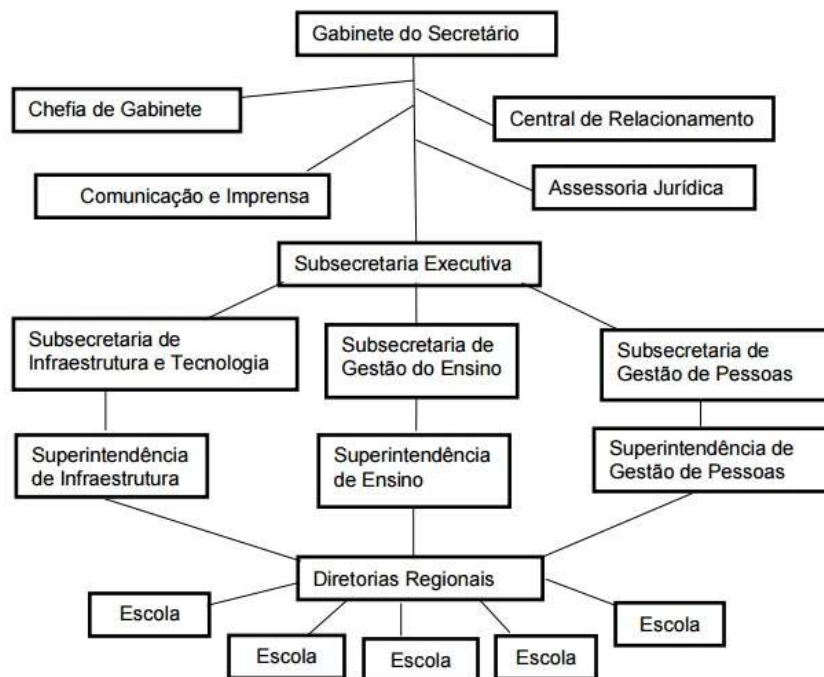 Gabinete do Secretário
Chefia de Gabinete
Central de Relacionamento
Comunicação e Imprensa
Assessoria Jurídica
Subsecretaria Executiva
Subsecretaria de
Infraestrutura e Tecnologia
Subsecretaria de
Gestão do Ensino
Subsecretaria de
Gestão de Pessoas
Superintendência
de Infraestrutura
Superintendência
de Ensino
Superintendência de
Gestão de Pessoas
Diretorias Regionais
Escola
Escola
Escola
Escola
Escola